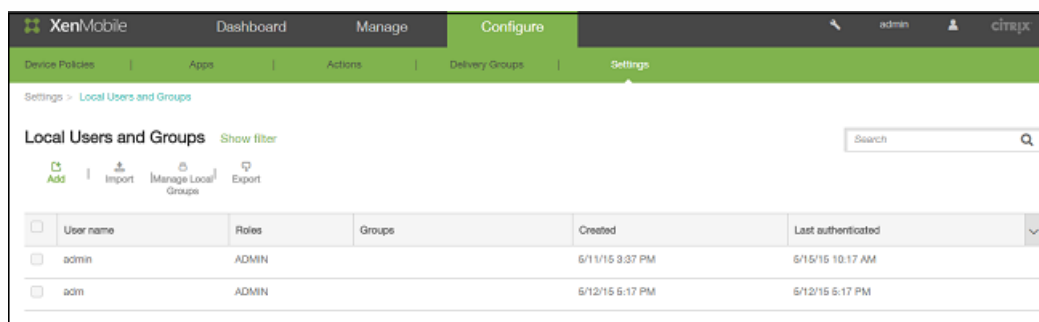 XenMobile Dashboard Manage Configure admin CİTRIX
Device Policies | Apps | Actions | Delivery Groups | Settings
Settings > Local Users and Groups
Local Users and Groups Show filter Search
Add | Import | Manage Local Groups | Export
User name Roles Groups Created Last authenticated
admin ADMIN 6/11/15 3:37 PM 6/15/15 10:17 AM
adm ADMIN 6/12/15 5:17 PM 6/12/15 5:17 PM